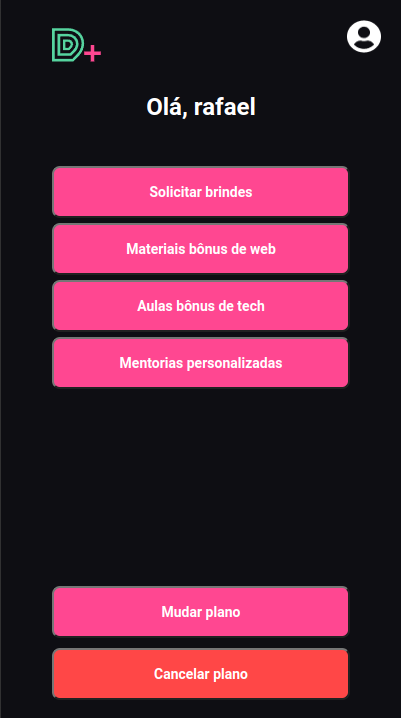 D+
Olá, rafael
Solicitar brindes
Materiais bônus de web
Aulas bônus de tech
Mentorias personalizadas
Mudar plano
Cancelar plano